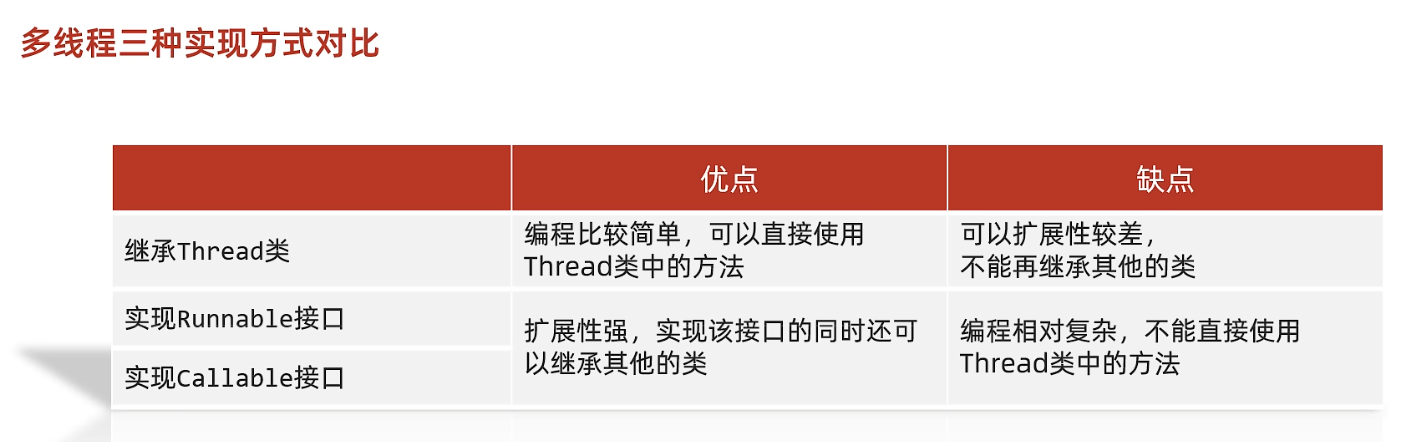 多线程三种实现方式对比
优点
缺点
继承Thread类
编程比较简单，可以直接使用
Thread类中的方法
可以扩展性较差，
不能再继承其他的类
实现Runnable接口
扩展性强，实现该接口的同时还可
以继承其他的类
编程相对复杂，不能直接使用
Thread类中的方法
实现Callable接口